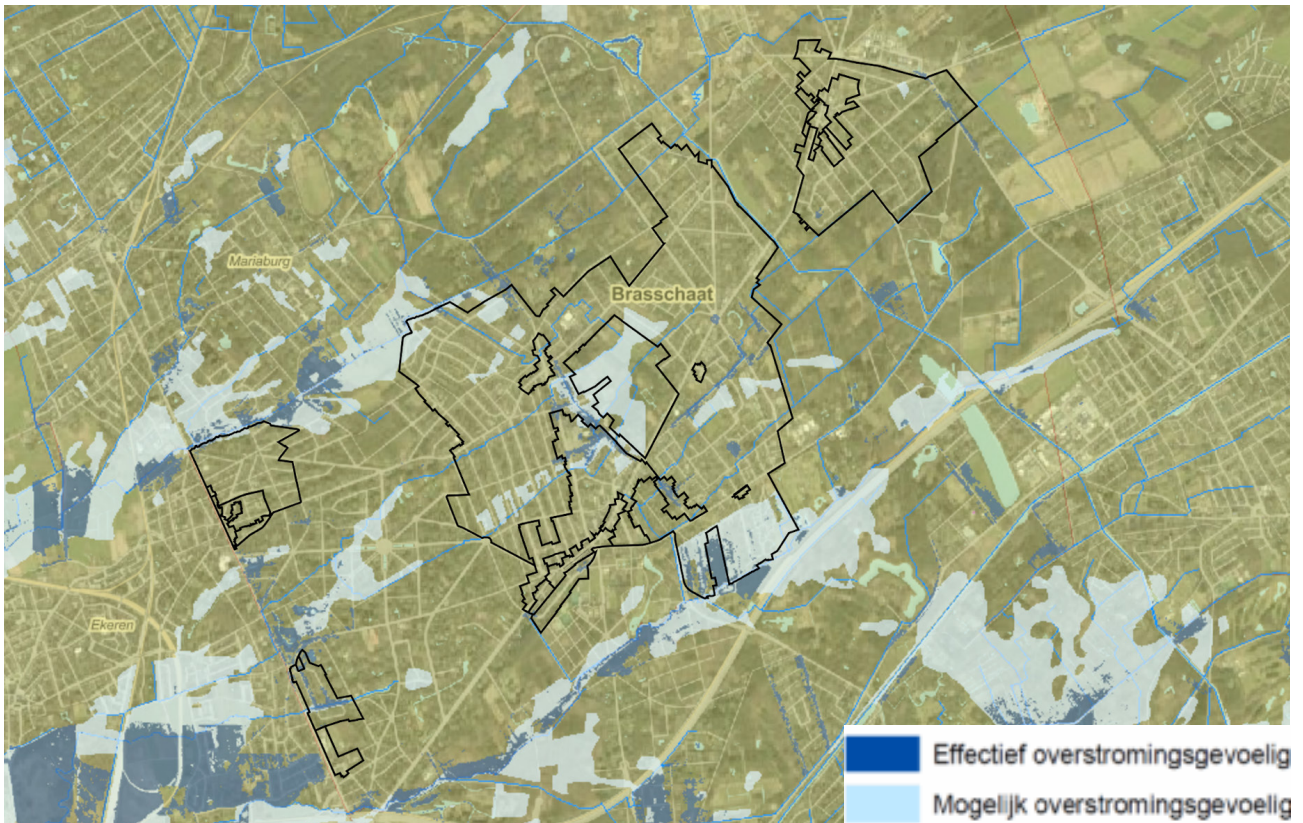 Mariaburg
Brasschaat
Ekeren
Effectief overstromingsgevoelig
Mogelijk overstromingsgevoelig